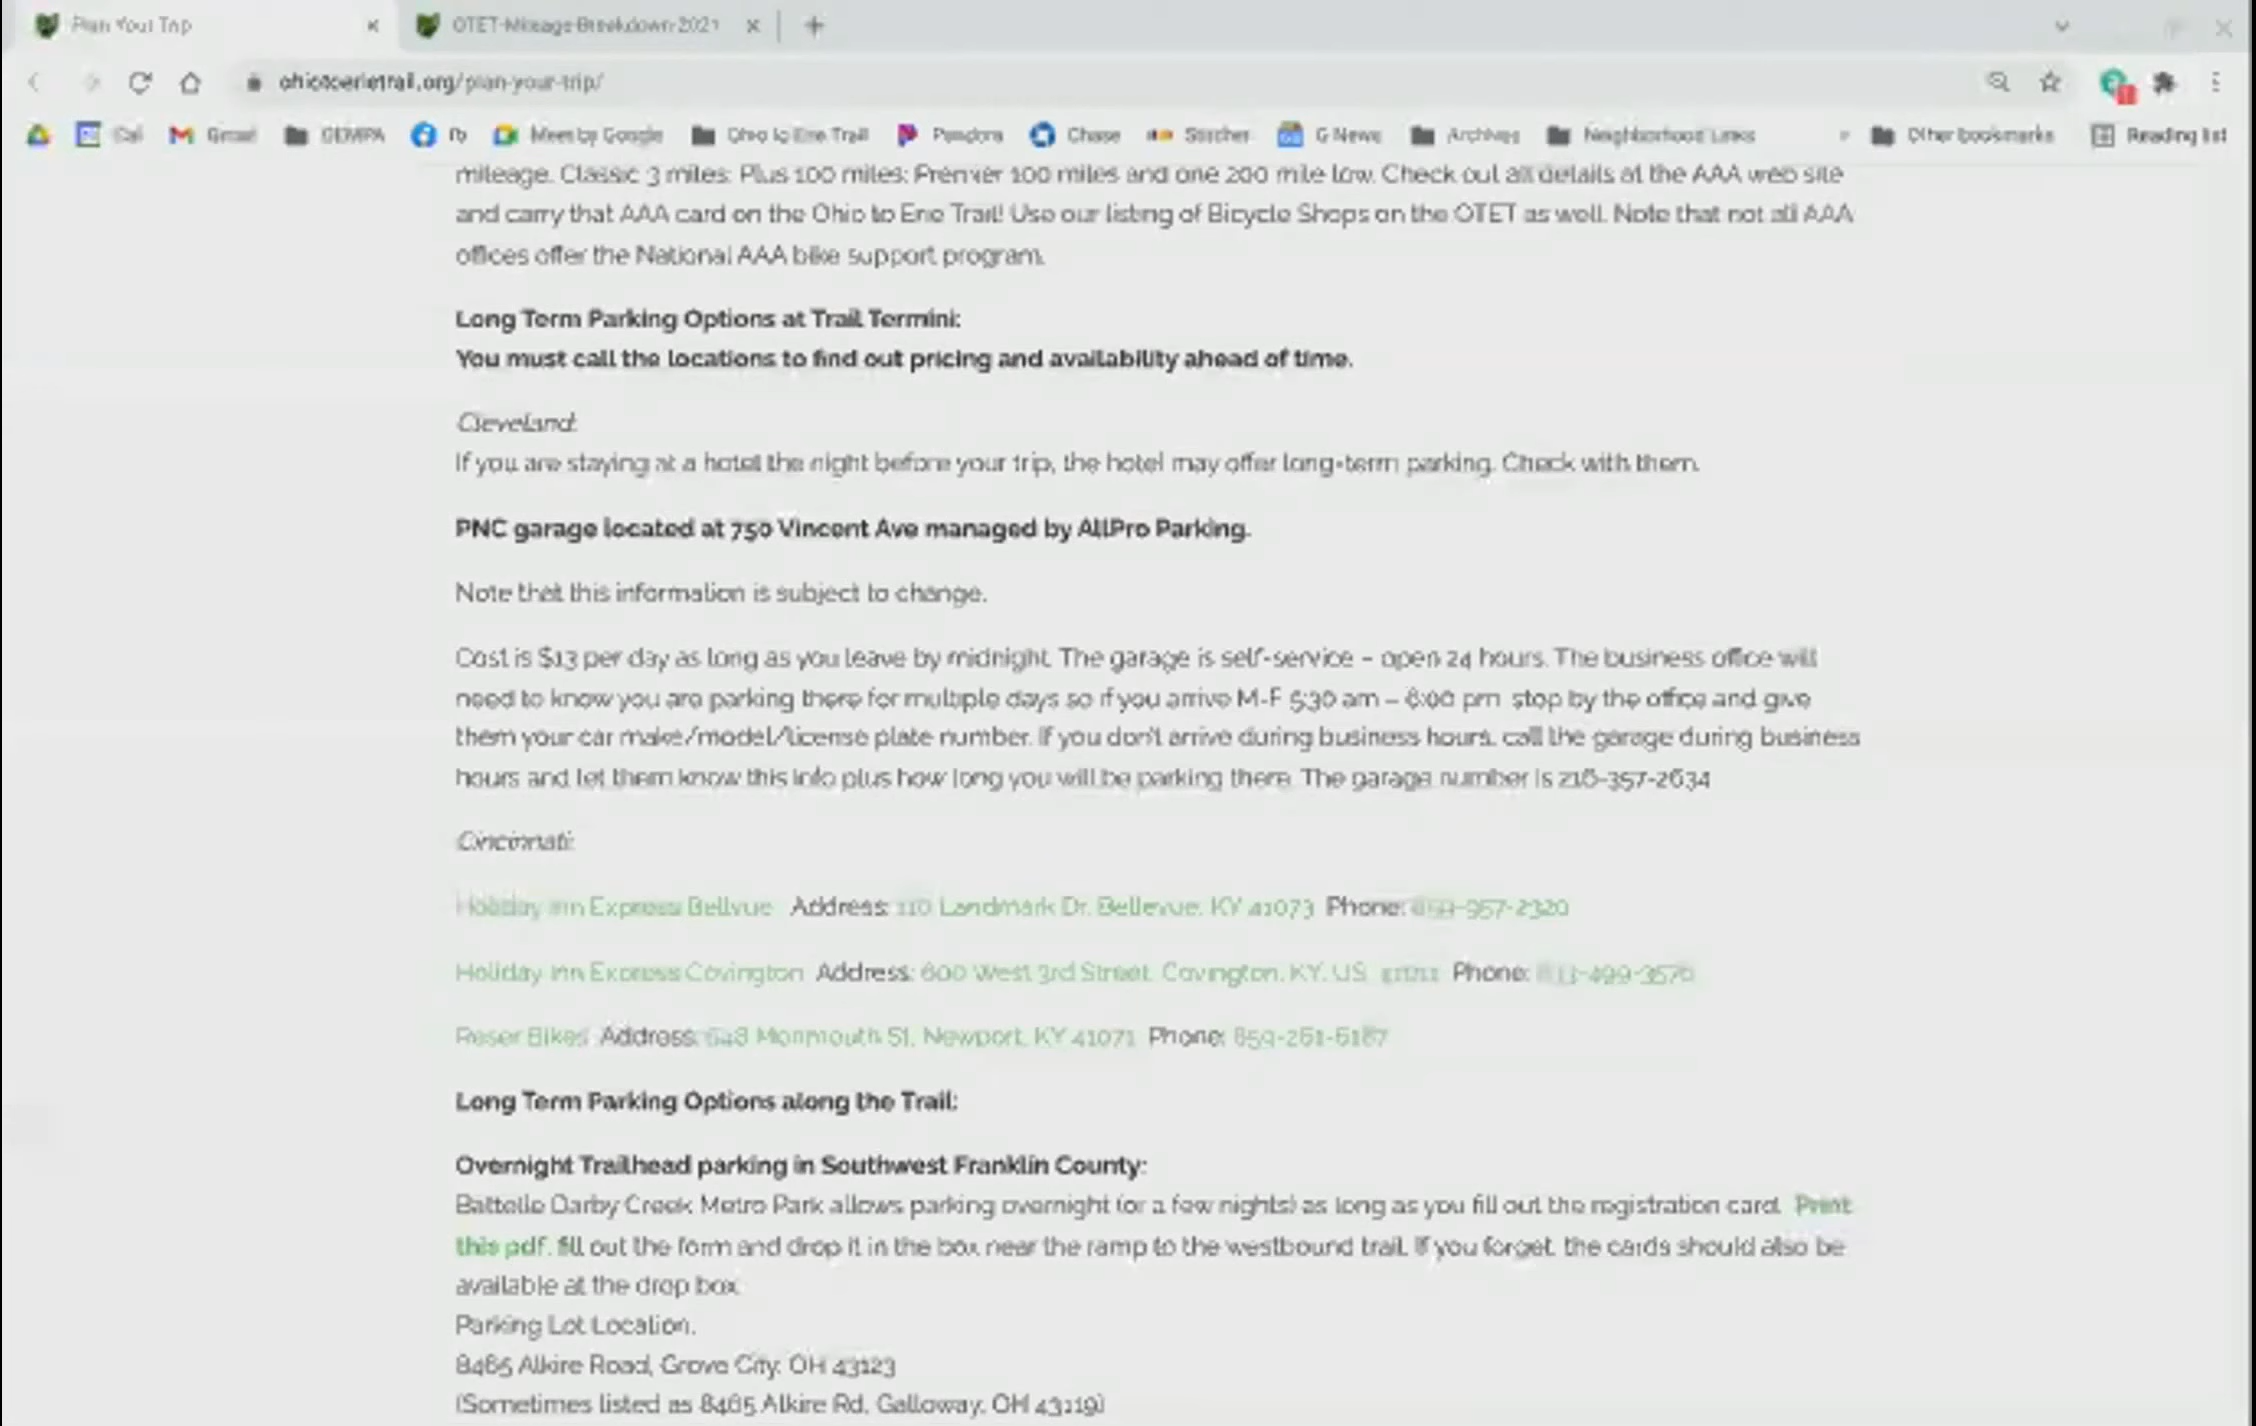 Plan Your Trip
OTET-Mileage-Breakdown-2021
ohiotoerietrail.org/plan-your-trip/
Cal Gmail fb Meet by Google Ohio to Erie Trail Pandora Chase Stitcher G News Archives Neighborhood Links Other bookmarks Reading list
mileage. Classic 3 miles; Plus 100 miles; Premier 100 miles and one 200 mile tow. Check out all details at the AAA web site
and carry that AAA card on the Ohio to Erie Trail! Use our listing of Bicycle Shops on the OTET as well. Note that not all AAA
offices offer the National AAA bike support program.
Long Term Parking Options at Trail Termini:
You must call the locations to find out pricing and availability ahead of time.
Cleveland:
If you are staying at a hotel the night before your trip, the hotel may offer long-term parking. Check with them.
PNC garage located at 750 Vincent Ave managed by AllPro Parking.
Note that this information is subject to change.
Cost is $13 per day as long as you leave by midnight. The garage is self-service – open 24 hours. The business office will
need to know you are parking there for multiple days so if you arrive M-F 5:30 am – 6:00 pm stop by the office and give
them your car make/model/license plate number. If you don't arrive during business hours, call the garage during business
hours and let them know this info plus how long you will be parking there. The garage number is 216-357-2634
Cincinnati:
Holiday Inn Express Bellvue Address: 110 Landmark Dr. Bellevue, KY 41073 Phone: 859-957-2320
Holiday Inn Express Covington Address: 600 West 3rd Street, Covington, KY, US Phone:
Reser Bikes Address: 648 Monmouth St, Newport, KY 41071 Phone: 859-261-6187
Long Term Parking Options along the Trail:
Overnight Trailhead parking in Southwest Franklin County:
Battelle Darby Creek Metro Park allows parking overnight (or a few nights) as long as you fill out the registration card. Print
this pdf, fill out the form and drop it in the box near the ramp to the westbound trail. If you forget, the cards should also be
available at the drop box.
Parking Lot Location.
8465 Alkire Road, Grove City, OH 43123
(Sometimes listed as 8465 Alkire Rd, Galloway, OH 43119)